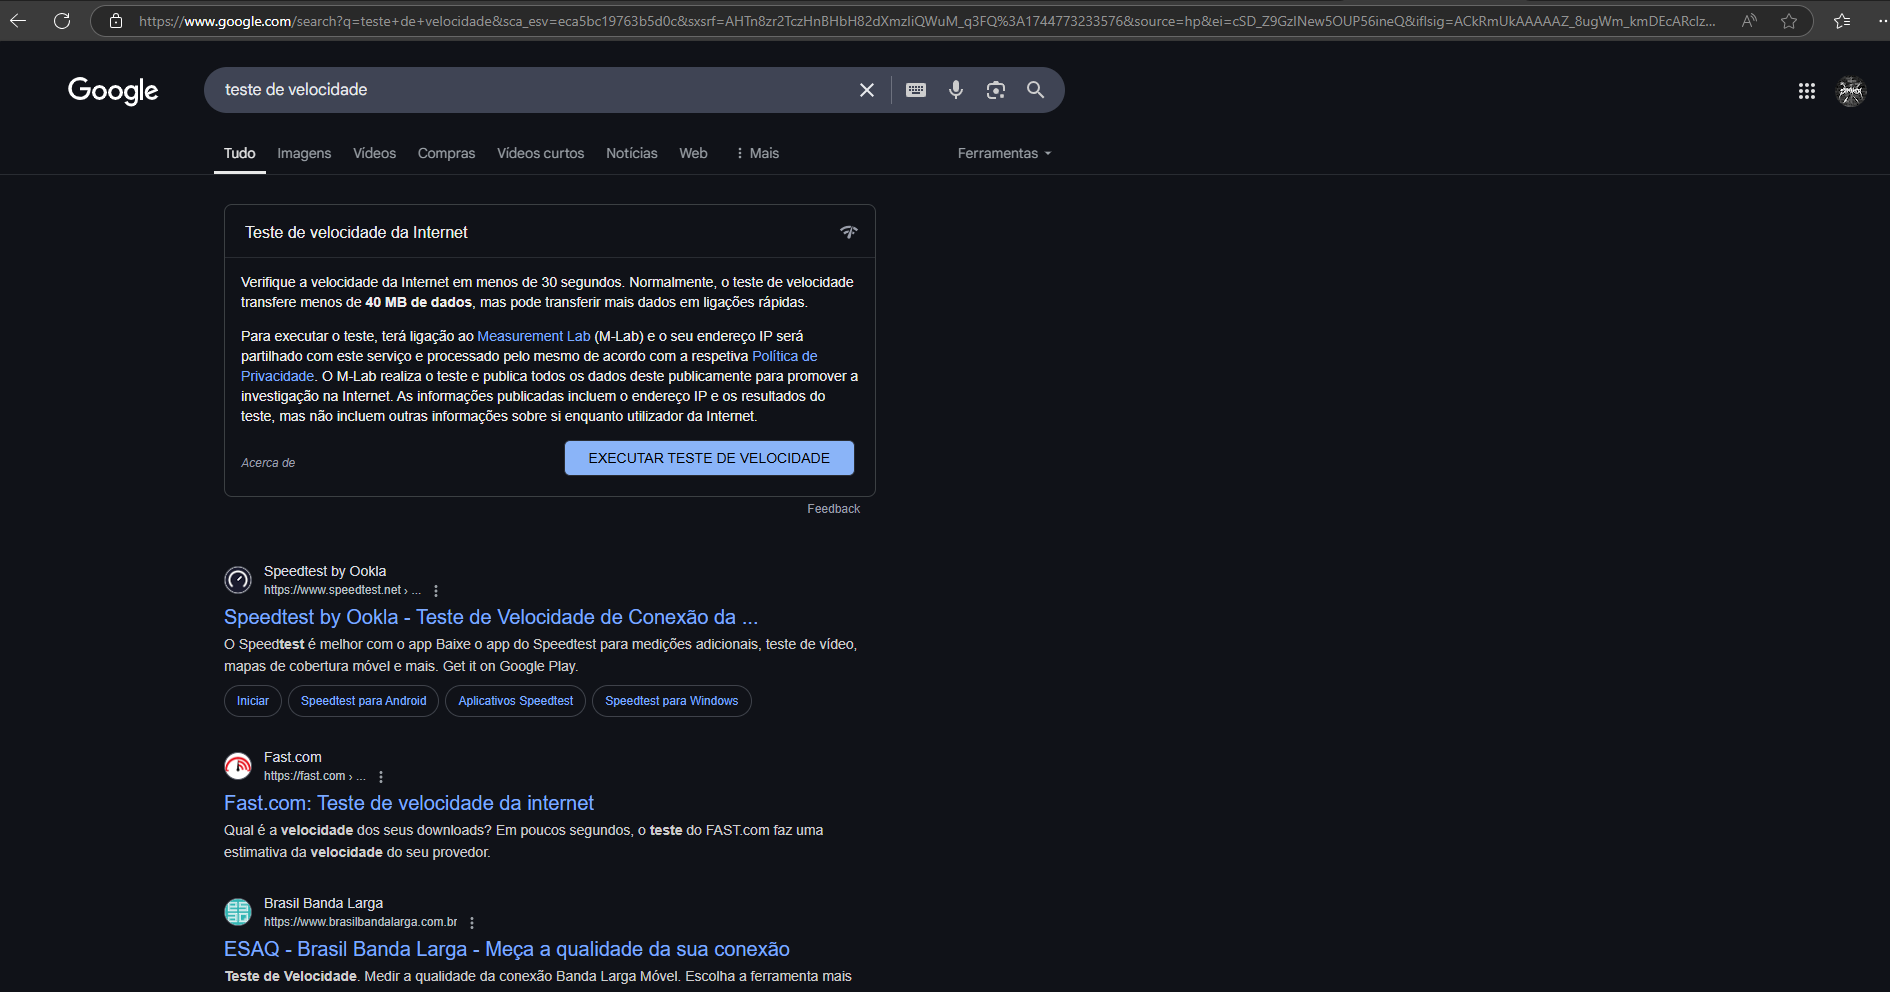 https://www.google.com/search?q=teste+de+velocidade&sca_esv=eca5bc19763b5d0c&sxsrf=AHTn8zr2TczHnBHbH82dXmzIiQWuM_q3FQ%3A1744773233576&source=hp&ei=cSD_Z9GzINew5OUP56ineQ&iflsig=ACkRmUkAAAAAZ_8ugWm_kmDEcARcIz...
Google
teste de velocidade
Tudo Imagens Vídeos Compras Vídeos curtos Notícias Web Mais Ferramentas
Teste de velocidade da Internet
Verifique a velocidade da Internet em menos de 30 segundos. Normalmente, o teste de velocidade
transfere menos de 40 MB de dados, mas pode transferir mais dados em ligações rápidas.
Para executar o teste, terá ligação ao Measurement Lab (M-Lab) e o seu endereço IP será
partilhado com este serviço e processado pelo mesmo de acordo com a respetiva Política de
Privacidade. O M-Lab realiza o teste e publica todos os dados deste publicamente para promover a
investigação na Internet. As informações publicadas incluem o endereço IP e os resultados do
teste, mas não incluem outras informações sobre si enquanto utilizador da Internet.
Acerca de
EXECUTAR TESTE DE VELOCIDADE
Feedback
Speedtest by Ookla
https://www.speedtest.net › ...
Speedtest by Ookla - Teste de Velocidade de Conexão da ...
O Speedtest é melhor com o app Baixe o app do Speedtest para medições adicionais, teste de vídeo,
mapas de cobertura móvel e mais. Get it on Google Play.
Iniciar Speedtest para Android Aplicativos Speedtest Speedtest para Windows
Fast.com
https://fast.com › ...
Fast.com: Teste de velocidade da internet
Qual é a velocidade dos seus downloads? Em poucos segundos, o teste do FAST.com faz uma
estimativa da velocidade do seu provedor.
Brasil Banda Larga
https://www.brasilbandalarga.com.br
ESAQ - Brasil Banda Larga - Meça a qualidade da sua conexão
Teste de Velocidade. Medir a qualidade da conexão Banda Larga Móvel. Escolha a ferramenta mais